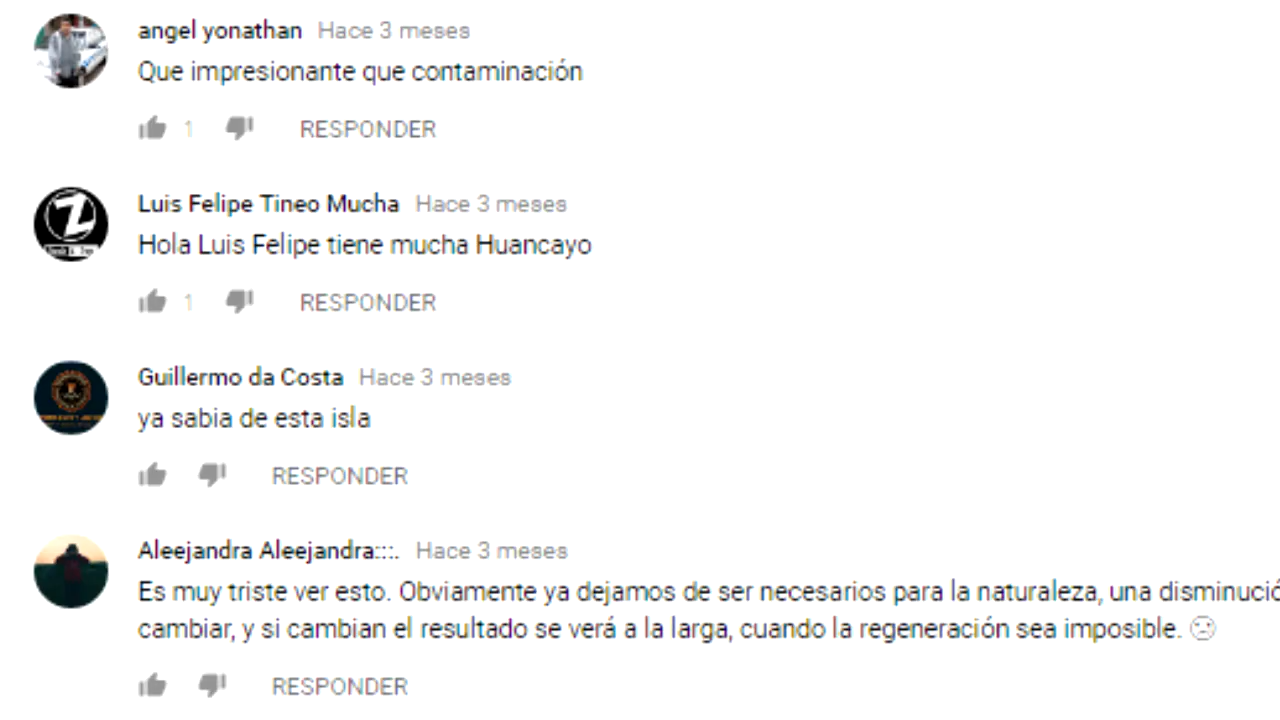 angel yonathan Hace 3 meses
Que impresionante que contaminación
1 RESPONDER
Luis Felipe Tineo Mucha Hace 3 meses
Hola Luis Felipe tiene mucha Huancayo
1 RESPONDER
Guillermo da Costa Hace 3 meses
ya sabia de esta isla
RESPONDER
Aleejandra Aleejandra:::. Hace 3 meses
Es muy triste ver esto. Obviamente ya dejamos de ser necesarios para la naturaleza, una disminució
cambiar, y si cambian el resultado se verá a la larga, cuando la regeneración sea imposible. ☹
RESPONDER